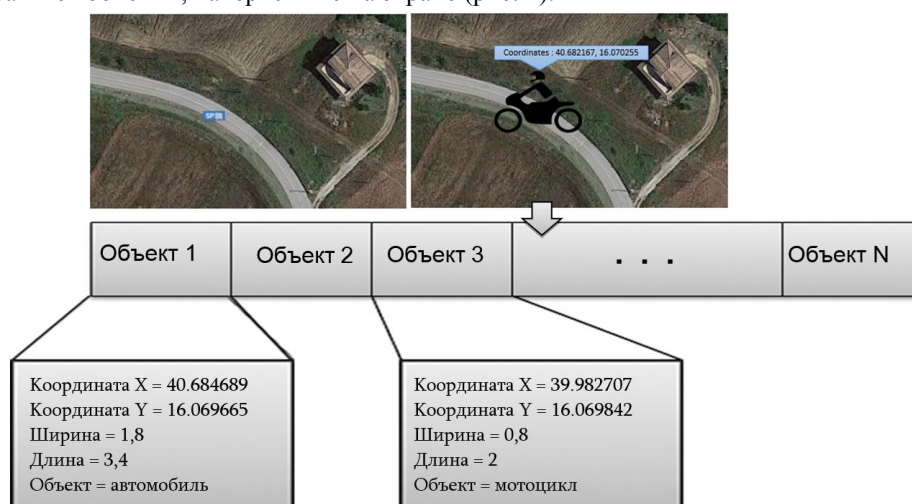 Coordinates : 40.682167, 16.070255
Объект 1
Объект 2
Объект 3
. . .
Объект N
Координата X = 40.684689
Координата Y = 16.069665
Ширина = 1,8
Длина = 3,4
Объект = автомобиль
Координата X = 39.982707
Координата Y = 16.069842
Ширина = 0,8
Длина = 2
Объект = мотоцикл